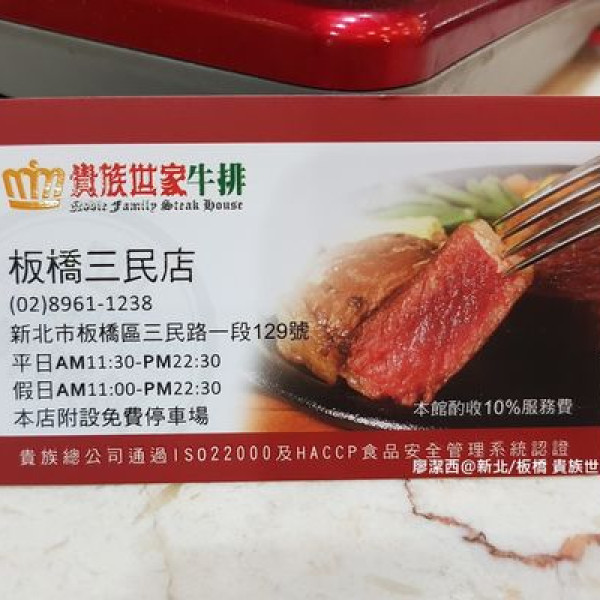 貴族世家牛排
Noble Family Steak House
板橋三民店
(02)8961-1238
新北市板橋區三民路一段129號
平日AM11:30-PM22:30
假日AM11:00-PM22:30
本店附設免費停車場
本館酌收10%服務費
貴族總公司通過ISO22000及HACCP食品安全管理系統認證
廖潔西@新北/板橋 貴族世